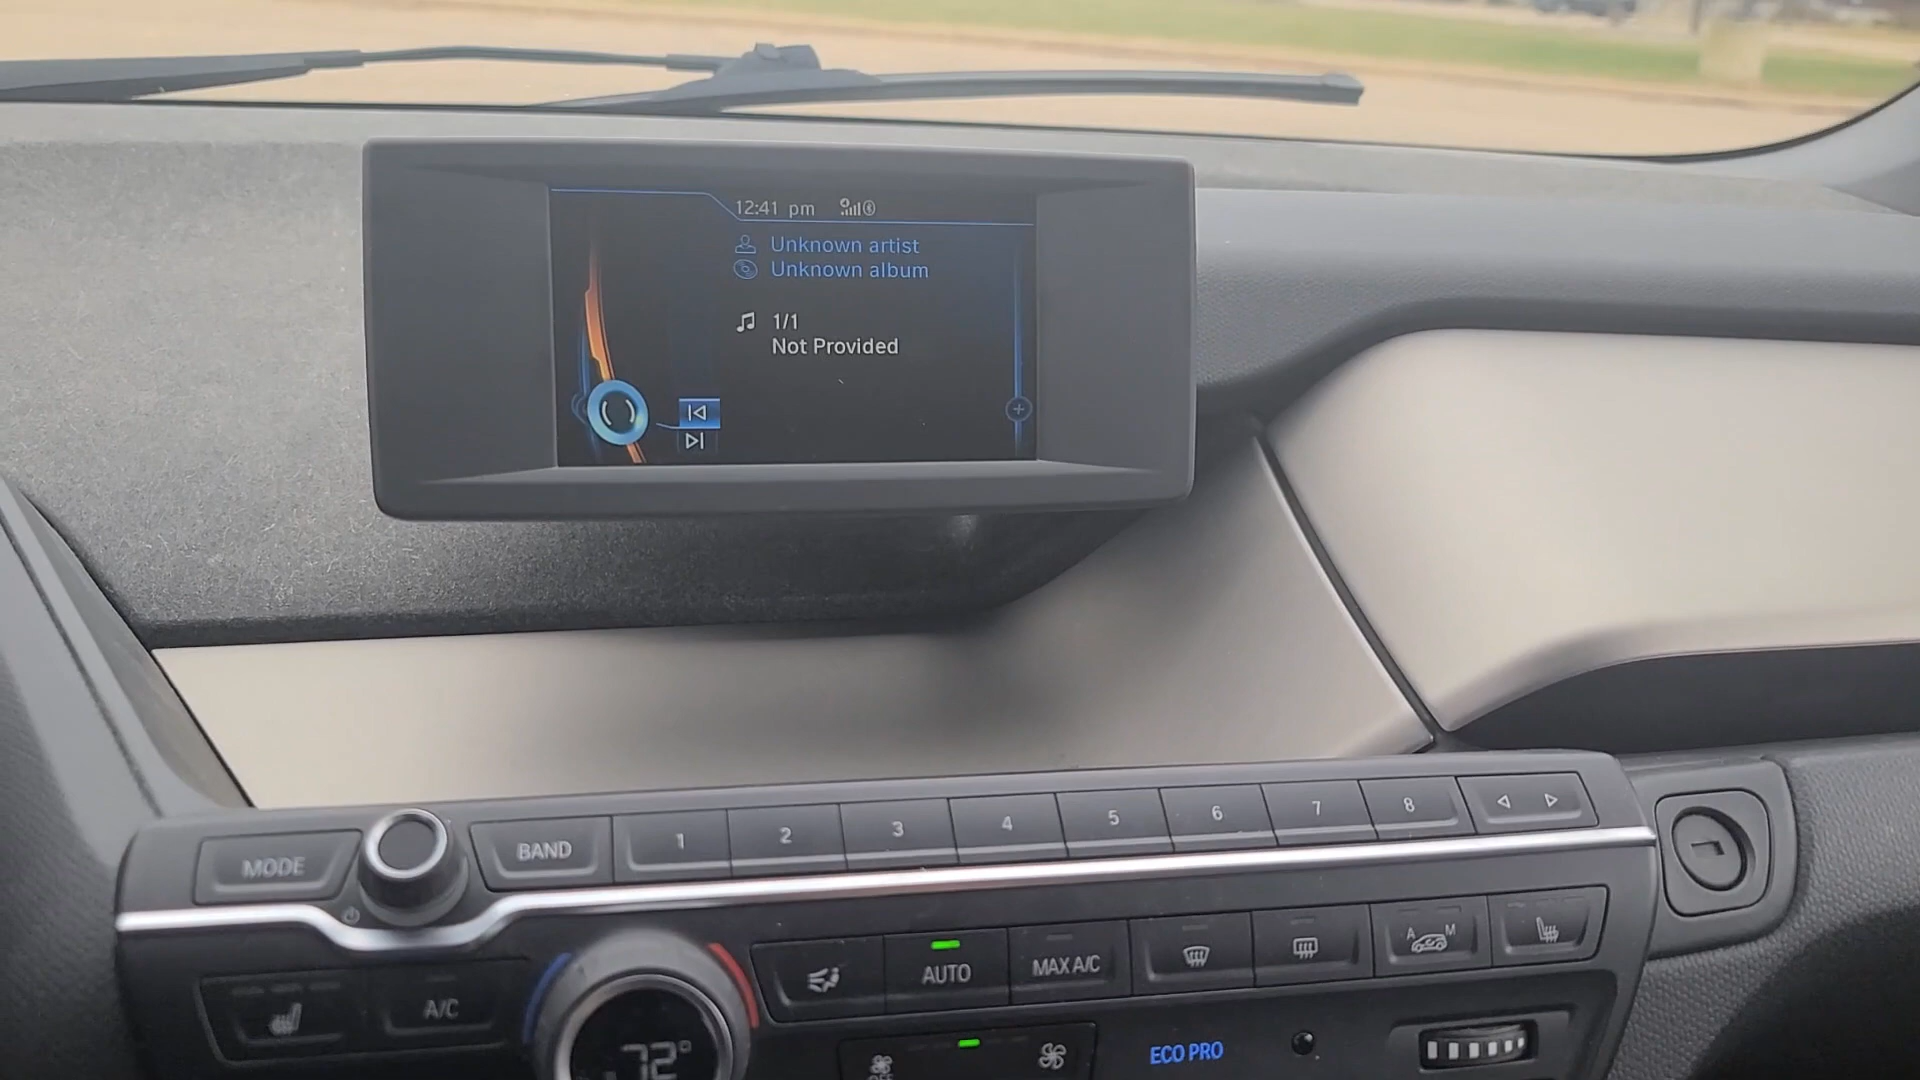 12:41 pm
Unknown artist
Unknown album
1/1
Not Provided
MODE
BAND
1
2
3
4
5
6
7
8
AUTO
MAX A/C
A
M
A/C
72°
OFF
ECO PRO